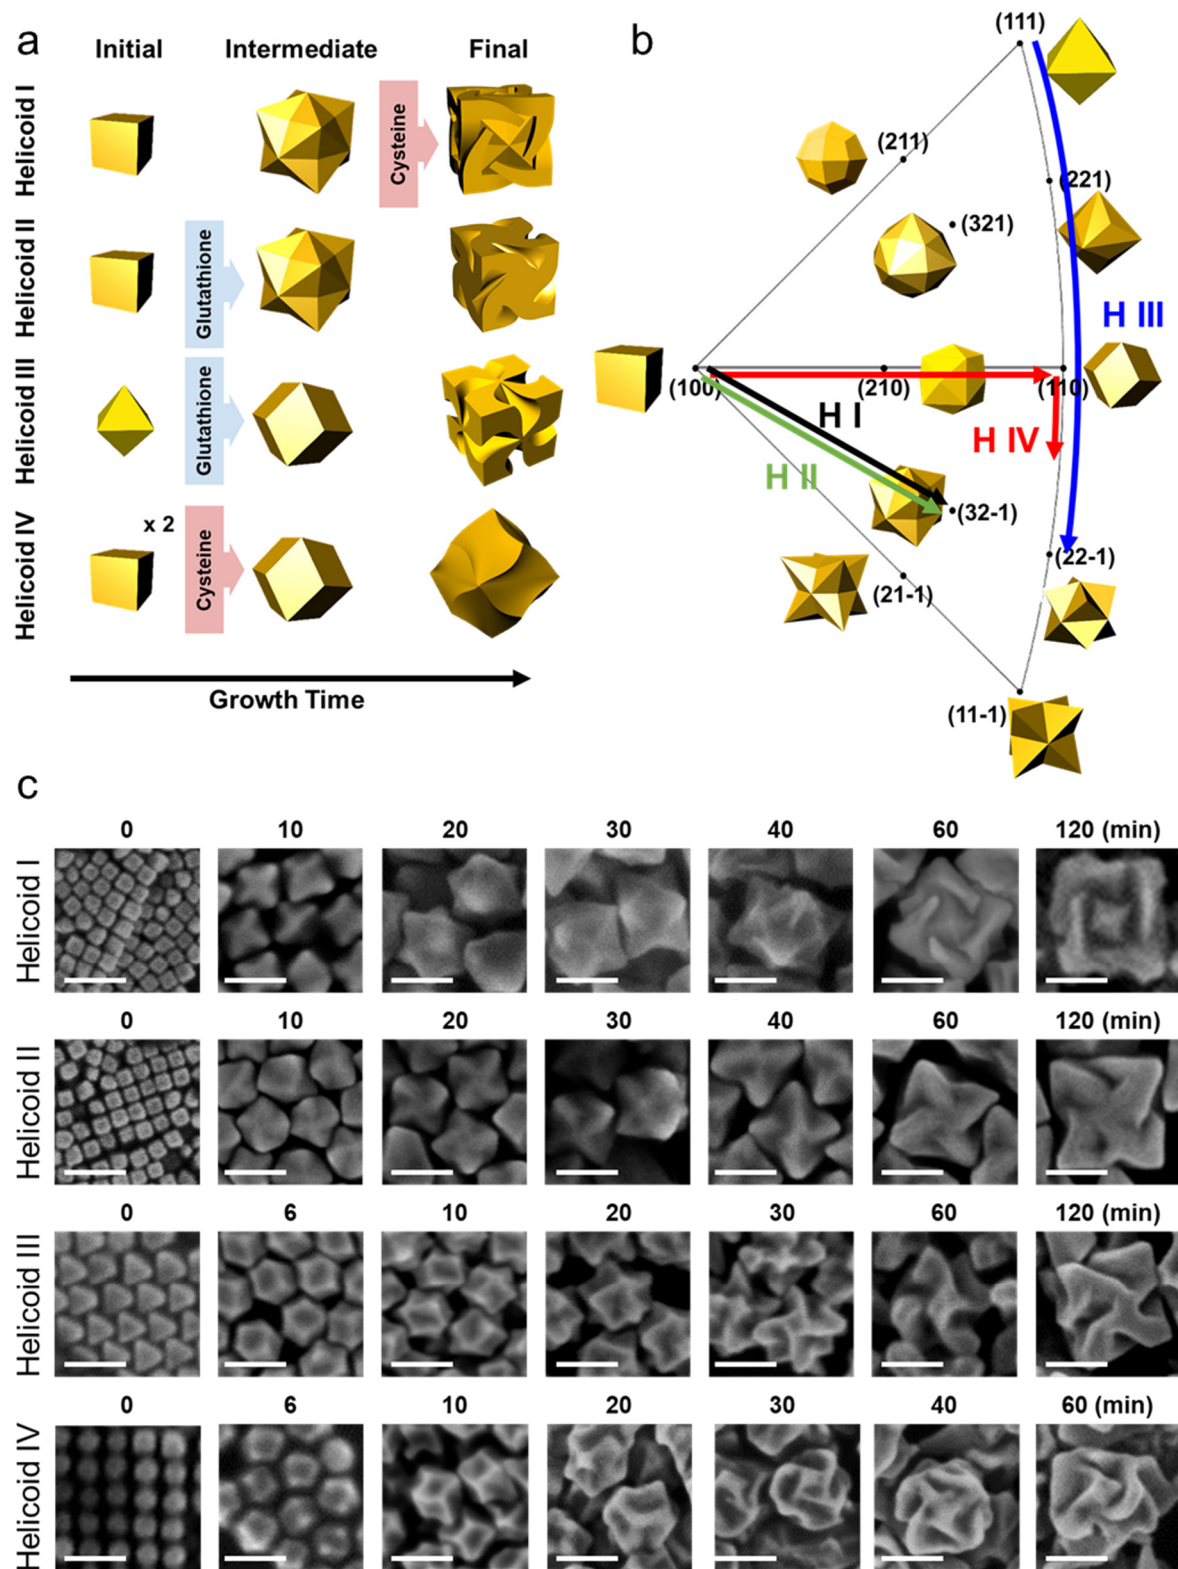 a
Initial Intermediate Final
Helicoid I
Cysteine
Helicoid II
Glutathione
Helicoid III
Glutathione
Helicoid IV
x 2
Cysteine
Growth Time
b
(111)
(211)
(221)
(321)
H III
(100)
(210)
(110)
H I
H IV
H II
(32-1)
(22-1)
(21-1)
(11-1)
c
0 10 20 30 40 60 120 (min)
Helicoid I
0 10 20 30 40 60 120 (min)
Helicoid II
0 6 10 20 30 60 120 (min)
Helicoid III
0 6 10 20 30 40 60 (min)
Helicoid IV